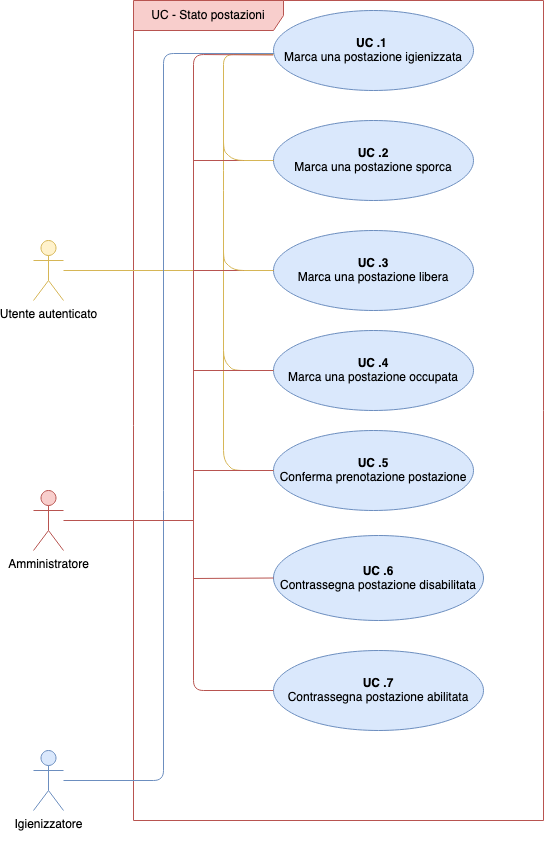 UC - Stato postazioni
UC .1
Marca una postazione igienizzata
UC .2
Marca una postazione sporca
UC .3
Marca una postazione libera
Utente autenticato
UC .4
Marca una postazione occupata
UC .5
Conferma prenotazione postazione
Amministratore
UC .6
Contrassegna postazione disabilitata
UC .7
Contrassegna postazione abilitata
Igienizzatore